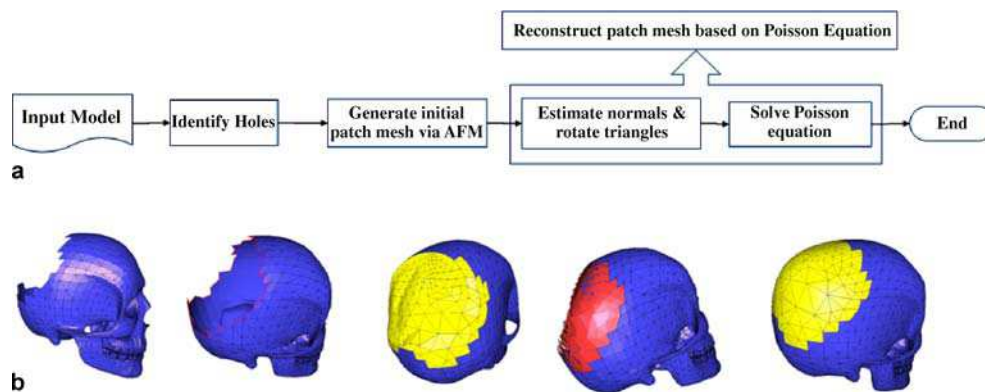 Reconstruct patch mesh based on Poisson Equation
Input Model
Identify Holes
Generate initial
patch mesh via AFM
Estimate normals &
rotate triangles
Solve Poisson
equation
End
a
b